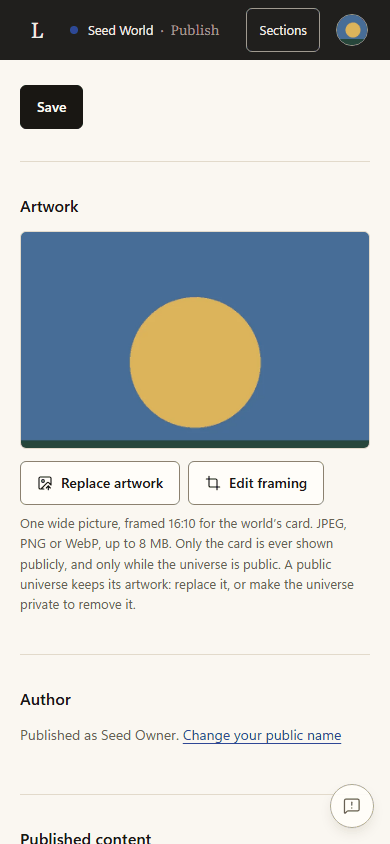 L
Seed World · Publish
Sections
Save
Artwork
Replace artwork
Edit framing
One wide picture, framed 16:10 for the world's card. JPEG,
PNG or WebP, up to 8 MB. Only the card is ever shown
publicly, and only while the universe is public. A public
universe keeps its artwork: replace it, or make the universe
private to remove it.
Author
Published as Seed Owner. Change your public name
Published content